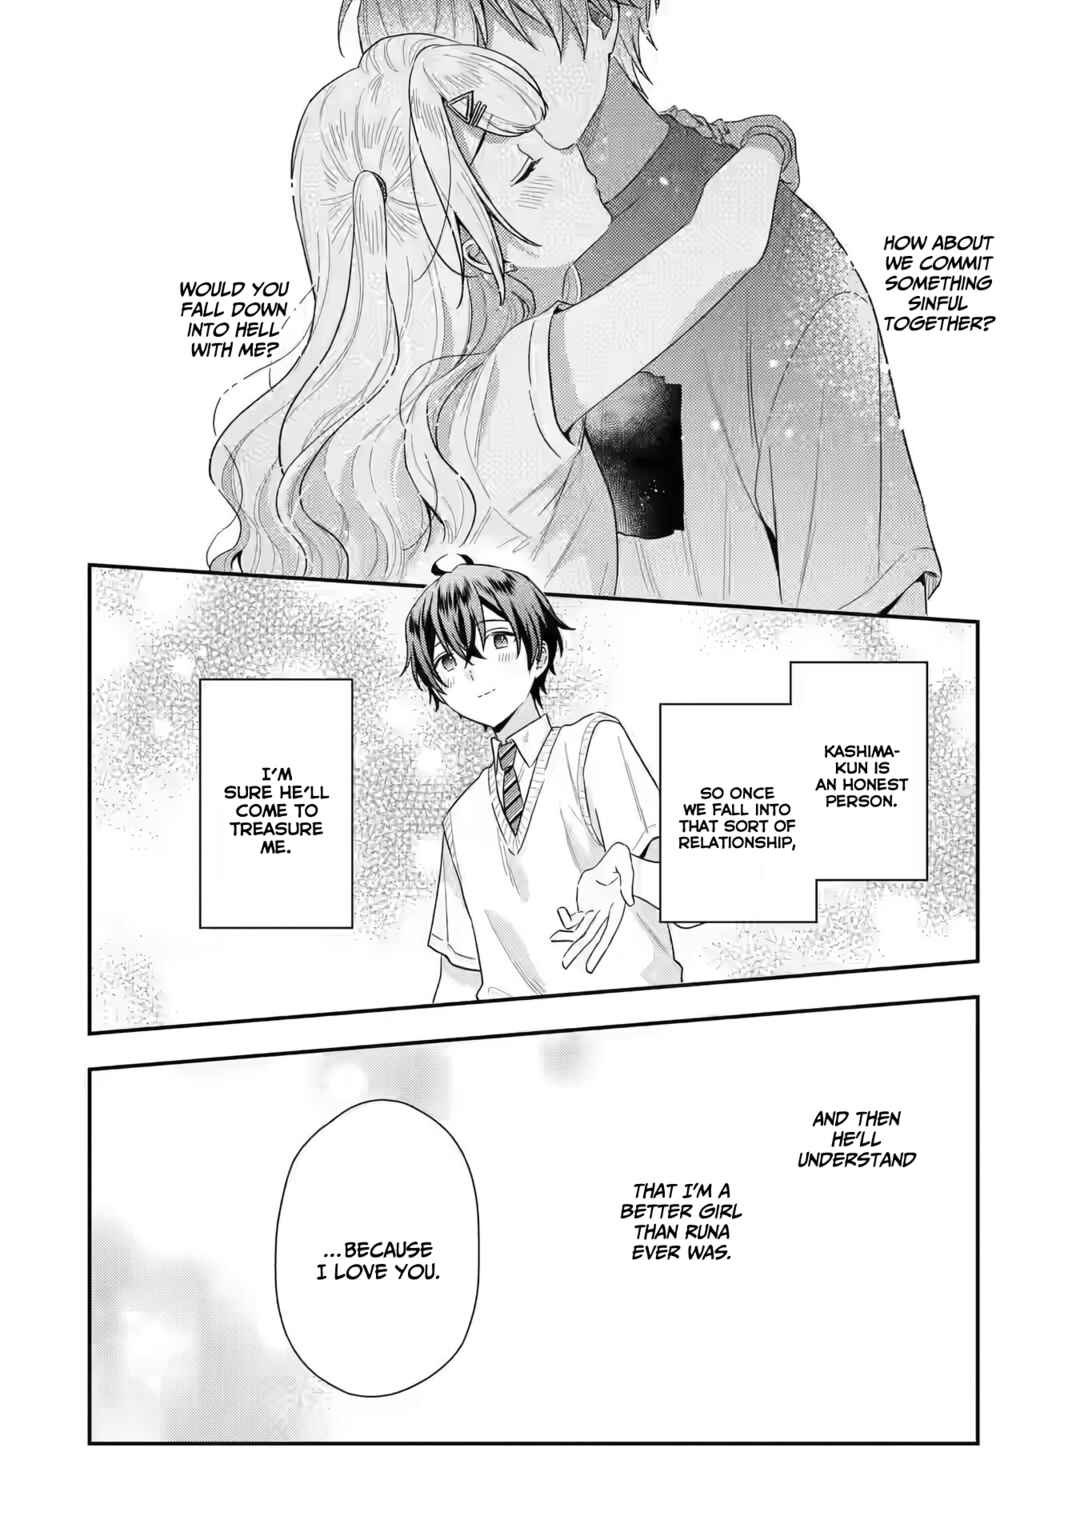 HOW ABOUT
WE COMMIT
SOMETHING
SINFUL
TOGETHER?
WOULD YOU
FALL DOWN
INTO HELL
WITH ME?
KASHIMA-
KUN IS
AN HONEST
PERSON.
SO ONCE
WE FALL INTO
THAT SORT OF
RELATIONSHIP,
I'M
SURE HE'LL
COME TO
TREASURE
ME.
AND THEN
HE'LL
UNDERSTAND
THAT I'M A
BETTER GIRL
THAN RUNA
EVER WAS.
...BECAUSE
I LOVE YOU.